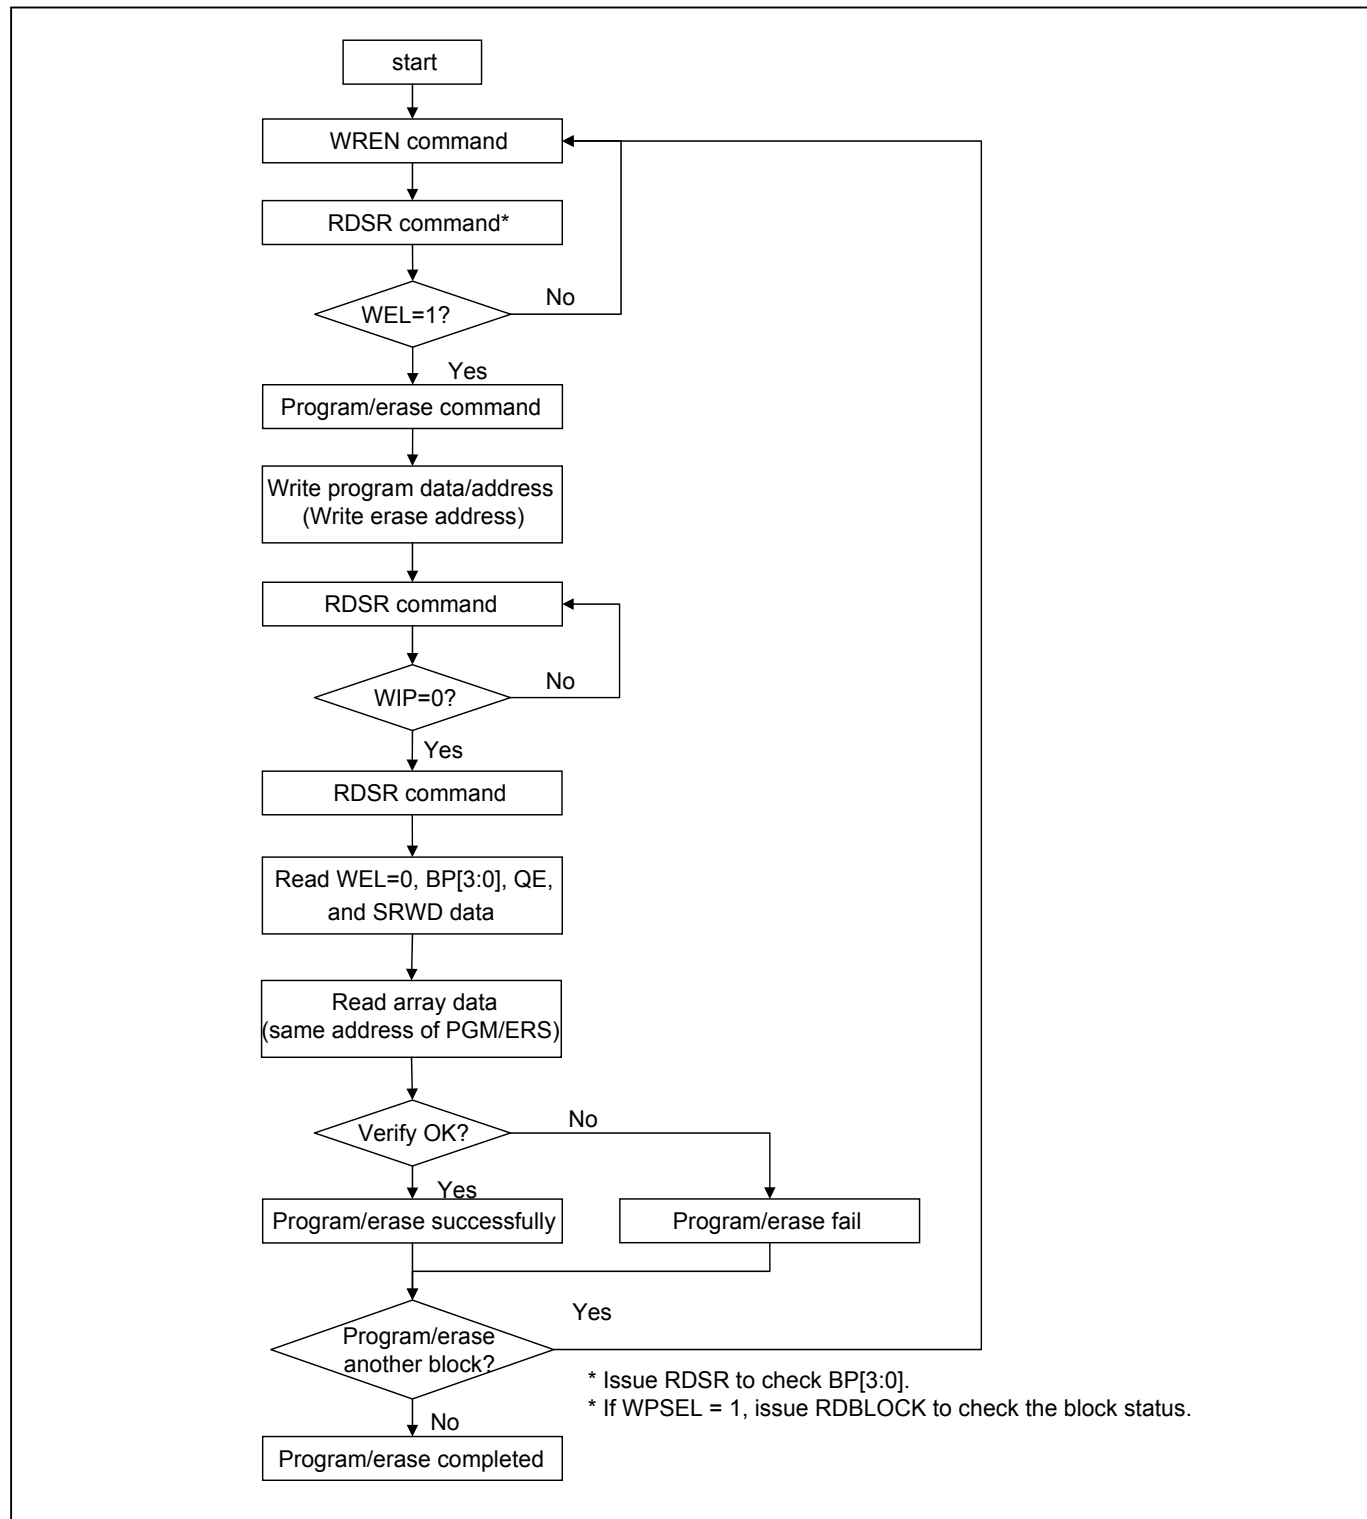 start
WREN command
RDSR command*
WEL=1?
No
Yes
Program/erase command
Write program data/address
(Write erase address)
RDSR command
WIP=0?
No
Yes
RDSR command
Read WEL=0, BP[3:0], QE,
and SRWD data
Read array data
(same address of PGM/ERS)
Verify OK?
No
Yes
Program/erase successfully
Program/erase fail
Yes
Program/erase
another block?
* Issue RDSR to check BP[3:0].
* If WPSEL = 1, issue RDBLOCK to check the block status.
No
Program/erase completed